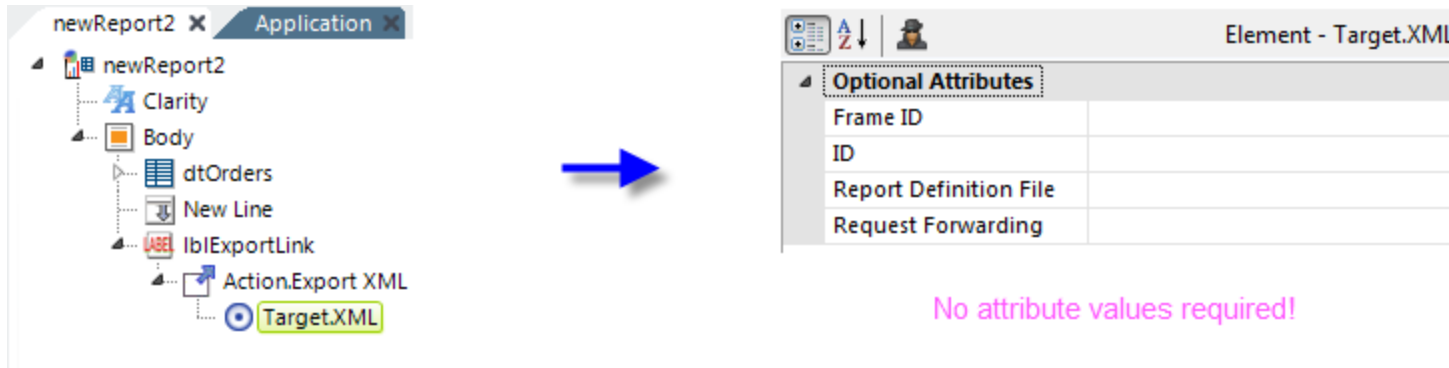 newReport2 Application
newReport2
Clarity
Body
dtOrders
New Line
LABEL lblExportLink
Action.Export XML
Target.XML
A Z Element - Target.XML
Optional Attributes
Frame ID
ID
Report Definition File
Request Forwarding
No attribute values required!